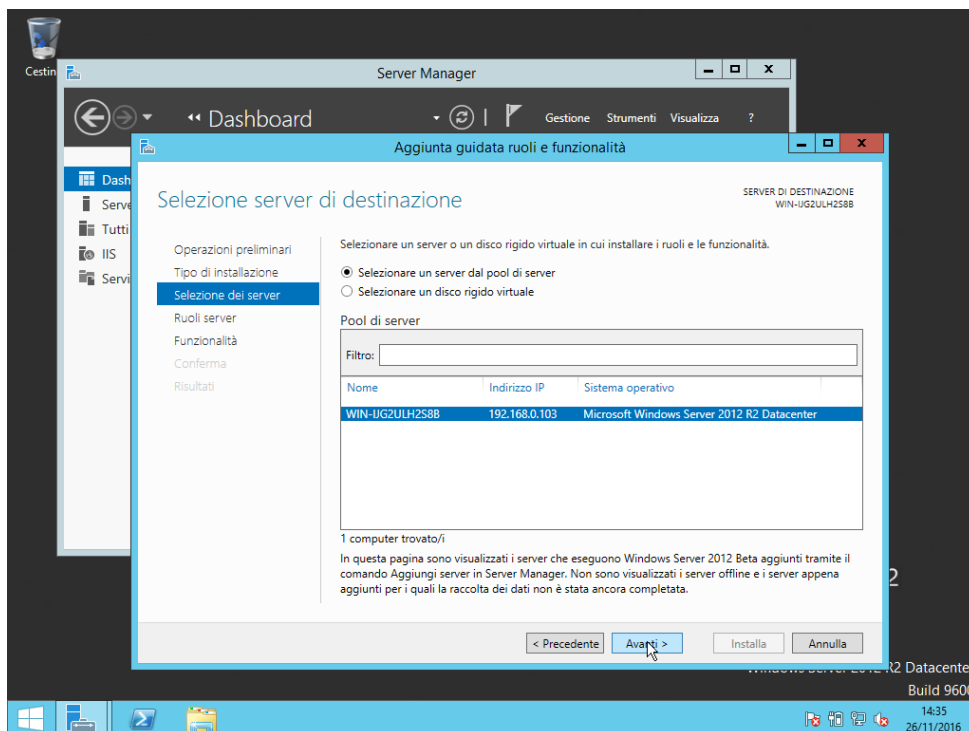 Cestin
Server Manager
Dashboard
Gestione Strumenti Visualizza ?
Dash
Serve
Tutti
IIS
Servi
Aggiunta guidata ruoli e funzionalità
Selezione server di destinazione
SERVER DI DESTINAZIONE
WIN-IJG2ULH2S8B
Operazioni preliminari
Tipo di installazione
Selezione dei server
Ruoli server
Funzionalità
Conferma
Risultati
Selezionare un server o un disco rigido virtuale in cui installare i ruoli e le funzionalità.
Selezionare un server dal pool di server
Selezionare un disco rigido virtuale
Pool di server
Filtro:
Nome Indirizzo IP Sistema operativo
WIN-IJG2ULH2S8B 192.168.0.103 Microsoft Windows Server 2012 R2 Datacenter
1 computer trovato/i
In questa pagina sono visualizzati i server che eseguono Windows Server 2012 Beta aggiunti tramite il
comando Aggiungi server in Server Manager. Non sono visualizzati i server offline e i server appena
aggiunti per i quali la raccolta dei dati non è stata ancora completata.
< Precedente Avanti > Installa Annulla
2
R2 Datacente
Build 960
14:35
26/11/2016